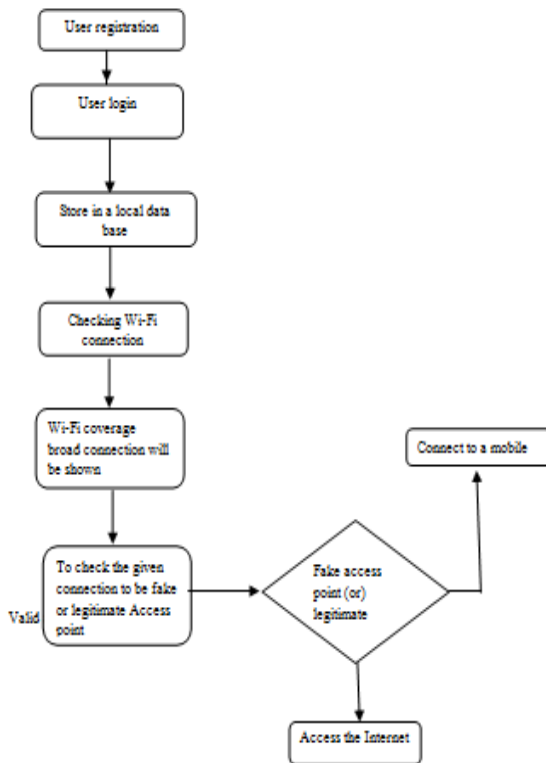 User registration
User login
Store in a local data
base
Checking Wi-Fi
connection
Wi-Fi coverage
broad connection will
be shown
Connect to a mobile
To check the given
connection to be fake
or legitimate Access
point
Valid
Fake access
point (or)
legitimate
Access the Internet